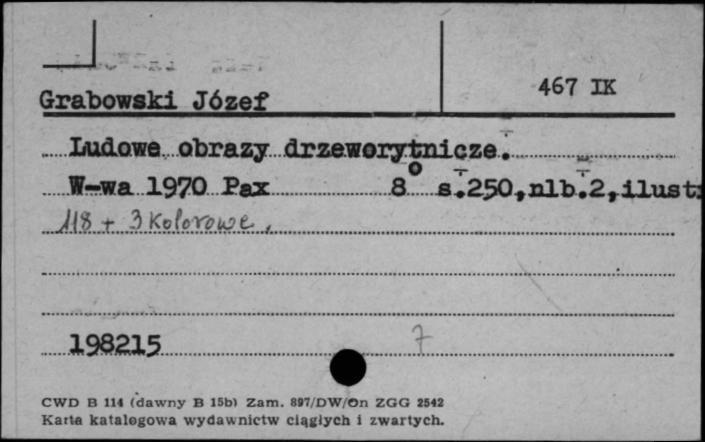 467 IK
Grabowski Józef
Ludowe obrazy drzeworytnicze.
W-wa 1970 Pax 8° s.250,nlb.2,ilust
118 + 3 Kolorowe,
198215 7
CWD B 114 (dawny B 15b) Zam. 897/DW/On ZGG 2542
Karta katalogowa wydawnictw ciągłych i zwartych.